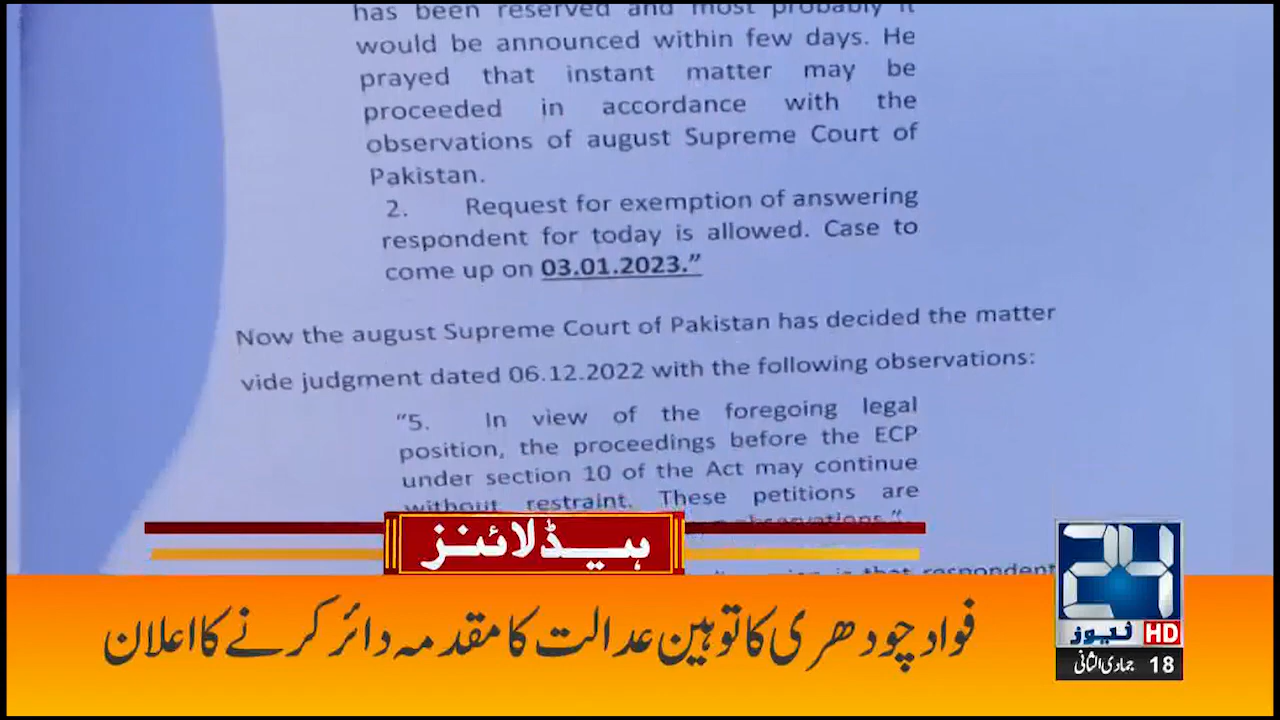 has been reserved and most probably it
would be announced within few days. He
prayed that instant matter may be
proceeded in accordance with the
observations of august Supreme Court of
Pakistan.
2. Request for exemption of answering
respondent for today is allowed. Case to
come up on 03.01.2023.”
Now the august Supreme Court of Pakistan has decided the matter
vide judgment dated 06.12.2022 with the following observations:
“5. In view of the foregoing legal
position, the proceedings before the ECP
under section 10 of the Act may continue
without restraint. These petitions are
observations.”
is that respondent
ہیڈلائنز
فواد چودھری کا توہین عدالت کا مقدمہ دائر کرنے کا اعلان
24
نیوز HD
18 جمادی الثانی